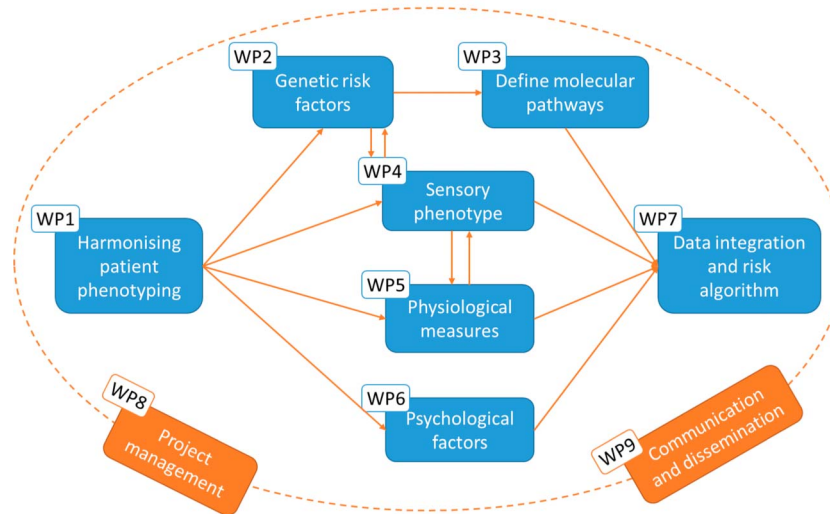 WP2
Genetic risk
factors
WP3
Define molecular
pathways
WP4
Sensory
phenotype
WP1
Harmonising
patient
phenotyping
WP7
Data integration
and risk
algorithm
WP5
Physiological
measures
WP6
Psychological
factors
WP8
Project
management
WP9
Communication
and dissemination